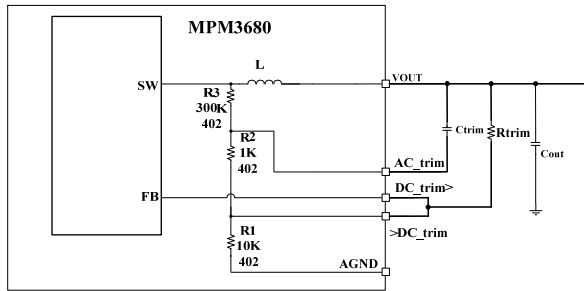 MPM3680
L
VOUT
SW
R3
300K
402
R2
1K
402
Ctrim
Rtrim
Cout
AC_trim
DC_trim>
FB
>DC_trim
R1
10K
402
AGND